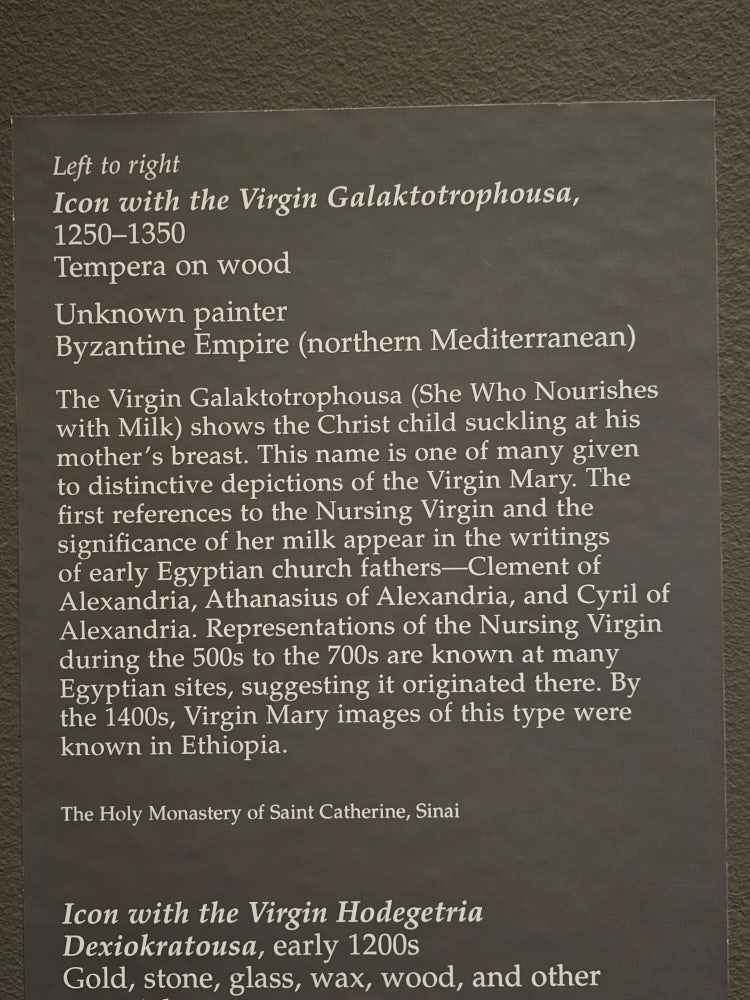 Left to right
Icon with the Virgin Galaktotrophousa,
1250–1350
Tempera on wood
Unknown painter
Byzantine Empire (northern Mediterranean)
The Virgin Galaktotrophousa (She Who Nourishes
with Milk) shows the Christ child suckling at his
mother's breast. This name is one of many given
to distinctive depictions of the Virgin Mary. The
first references to the Nursing Virgin and the
significance of her milk appear in the writings
of early Egyptian church fathers—Clement of
Alexandria, Athanasius of Alexandria, and Cyril of
Alexandria. Representations of the Nursing Virgin
during the 500s to the 700s are known at many
Egyptian sites, suggesting it originated there. By
the 1400s, Virgin Mary images of this type were
known in Ethiopia.
The Holy Monastery of Saint Catherine, Sinai
Icon with the Virgin Hodegetria
Dexiokratousa, early 1200s
Gold, stone, glass, wax, wood, and other